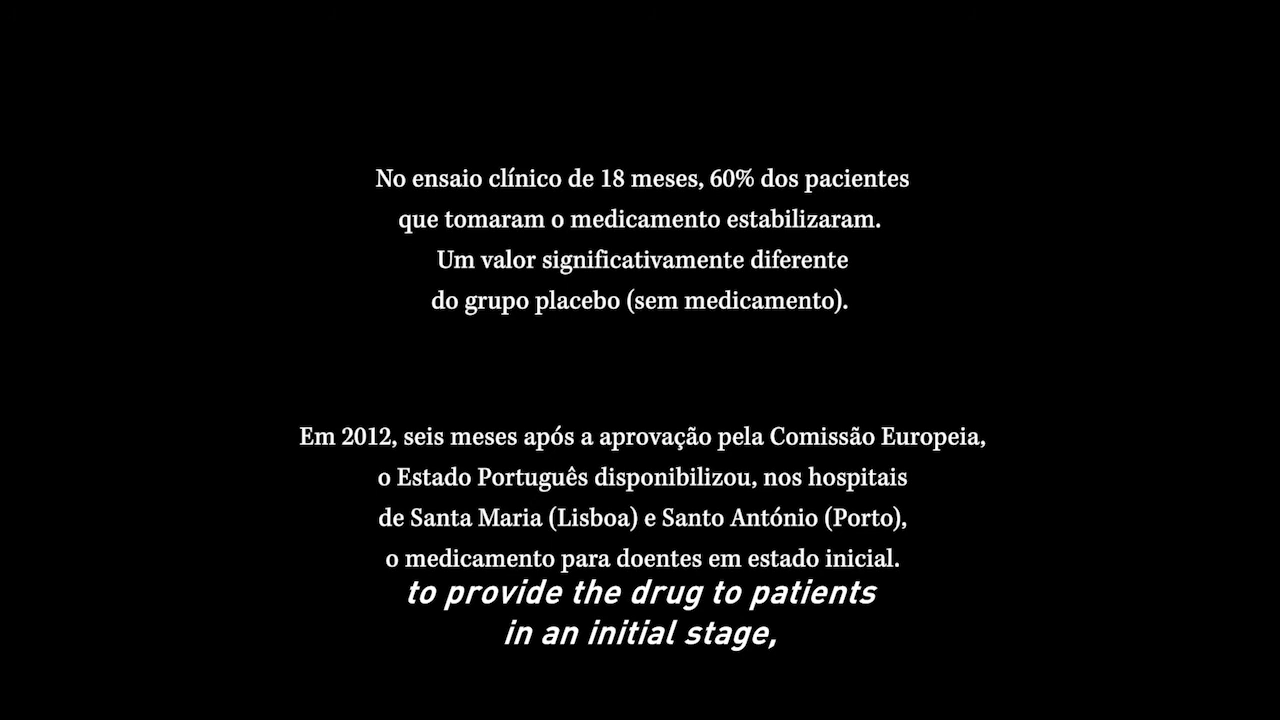 No ensaio clínico de 18 meses, 60% dos pacientes
que tomaram o medicamento estabilizaram.
Um valor significativamente diferente
do grupo placebo (sem medicamento).
Em 2012, seis meses após a aprovação pela Comissão Europeia,
o Estado Português disponibilizou, nos hospitais
de Santa Maria (Lisboa) e Santo António (Porto),
o medicamento para doentes em estado inicial.
to provide the drug to patients
in an initial stage,